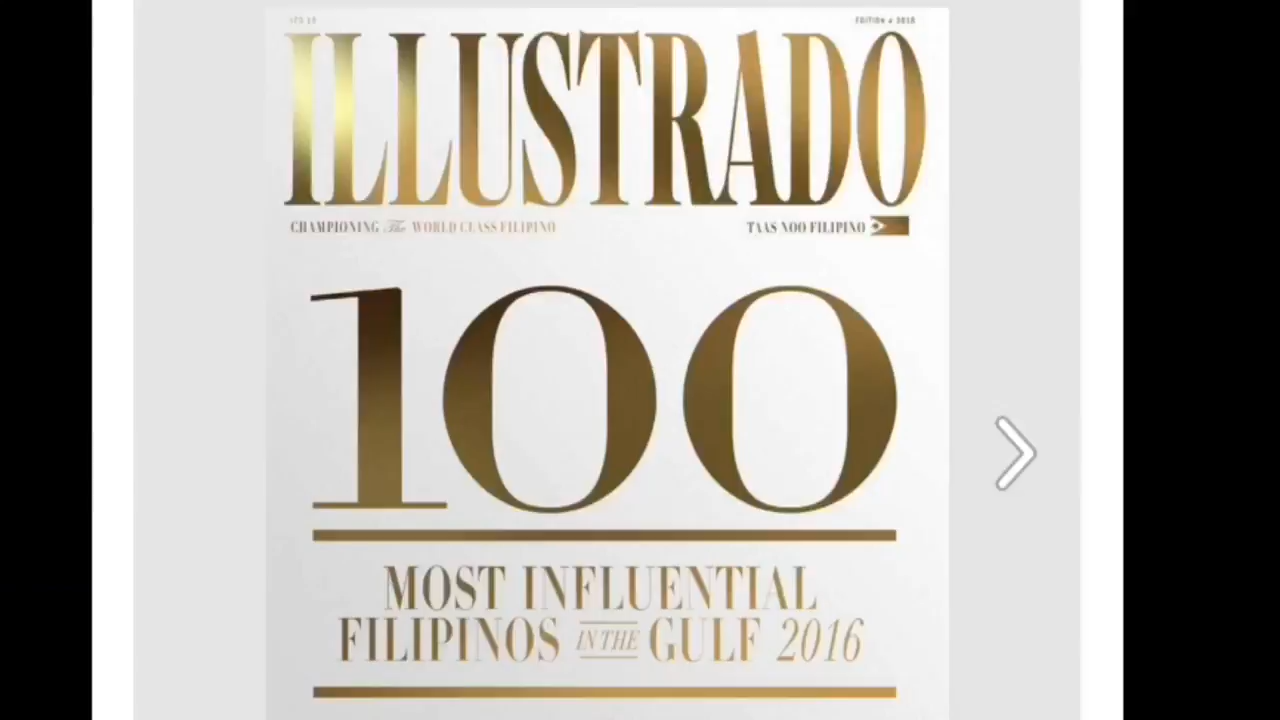 ILLUSTRADO
CHAMPIONING The WORLD CLASS FILIPINO
TAAS NOO FILIPINO
100
MOST INFLUENTIAL
FILIPINOS IN THE GULF 2016